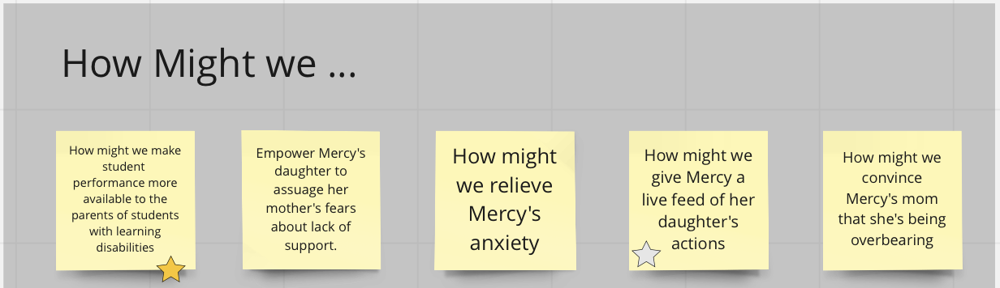 How Might we ...
How might we make
student
performance more
available to the
parents of students
with learning
disabilities
Empower Mercy's
daughter to
assuage her
mother's fears
about lack of
support.
How might
we relieve
Mercy's
anxiety
How might we
give Mercy a
live feed of her
daughter's
actions
How might we
convince
Mercy's mom
that she's being
overbearing